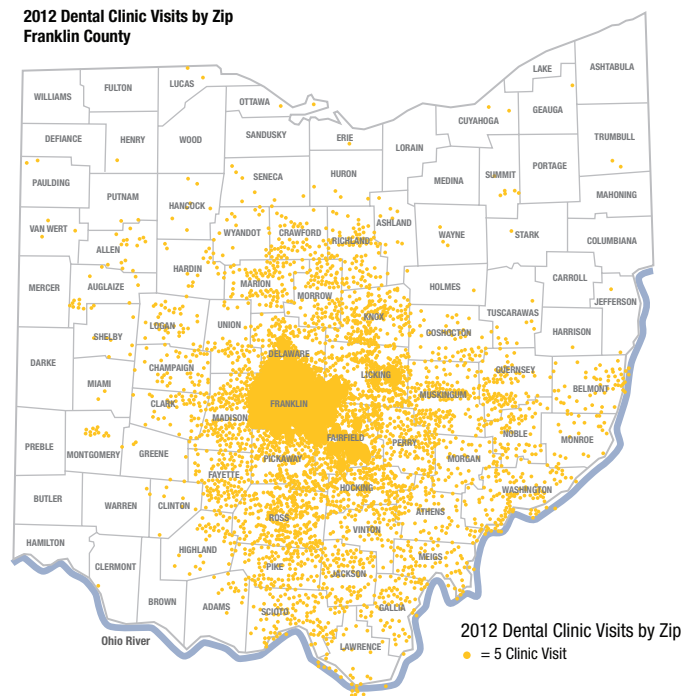 2012 Dental Clinic Visits by Zip
Franklin County
LAKE
ASHTABULA
LUCAS
FULTON
WILLIAMS
OTTAWA
GEAUGA
CUYAHOGA
DEFIANCE
HENRY
WOOD
SANDUSKY
ERIE
LORAIN
TRUMBULL
PORTAGE
SUMMIT
HURON
SENECA
MEDINA
PAULDING
MAHONING
PUTNAM
HANCOCK
ASHLAND
VAN WERT
WYANDOT
CRAWFORD
RICHLAND
WAYNE
STARK
COLUMBIANA
ALLEN
HARDIN
CARROLL
MERCER
AUGLAIZE
MARION
MORROW
HOLMES
JEFFERSON
TUSCARAWAS
KNOX
LOGAN
UNION
COSHOCTON
HARRISON
SHELBY
DELAWARE
DARKE
CHAMPAIGN
LICKING
GUERNSEY
MIAMI
BELMONT
MUSKINGUM
CLARK
FRANKLIN
MADISON
NOBLE
FAIRFIELD
PERRY
MONROE
PREBLE
MONTGOMERY
GREENE
PICKAWAY
MORGAN
FAYETTE
HOCKING
WASHINGTON
BUTLER
WARREN
CLINTON
ATHENS
ROSS
VINTON
HAMILTON
HIGHLAND
MEIGS
CLERMONT
PIKE
JACKSON
BROWN
ADAMS
SCIOTO
GALLIA
Ohio River
LAWRENCE
2012 Dental Clinic Visits by Zip
= 5 Clinic Visit